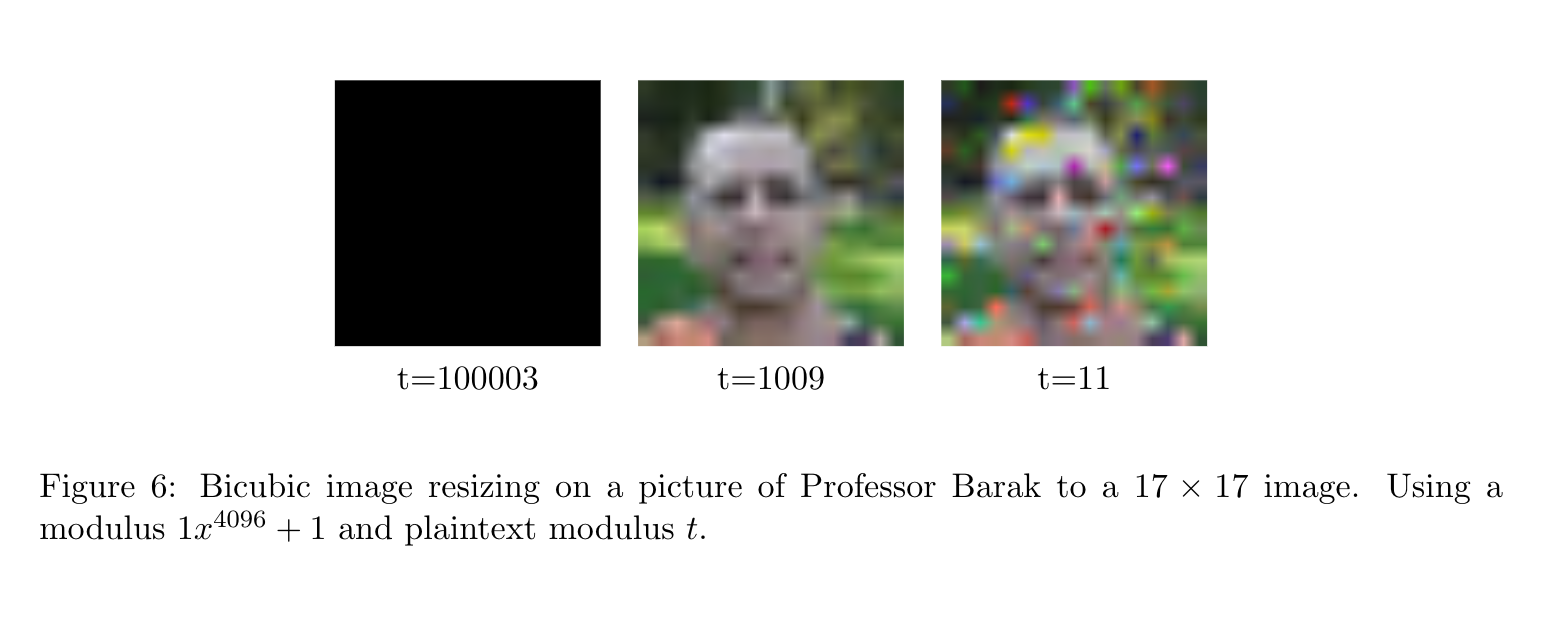 t=100003
t=1009
t=11
Figure 6: Bicubic image resizing on a picture of Professor Barak to a 17 × 17 image. Using a
modulus 1x^4096 + 1 and plaintext modulus t.